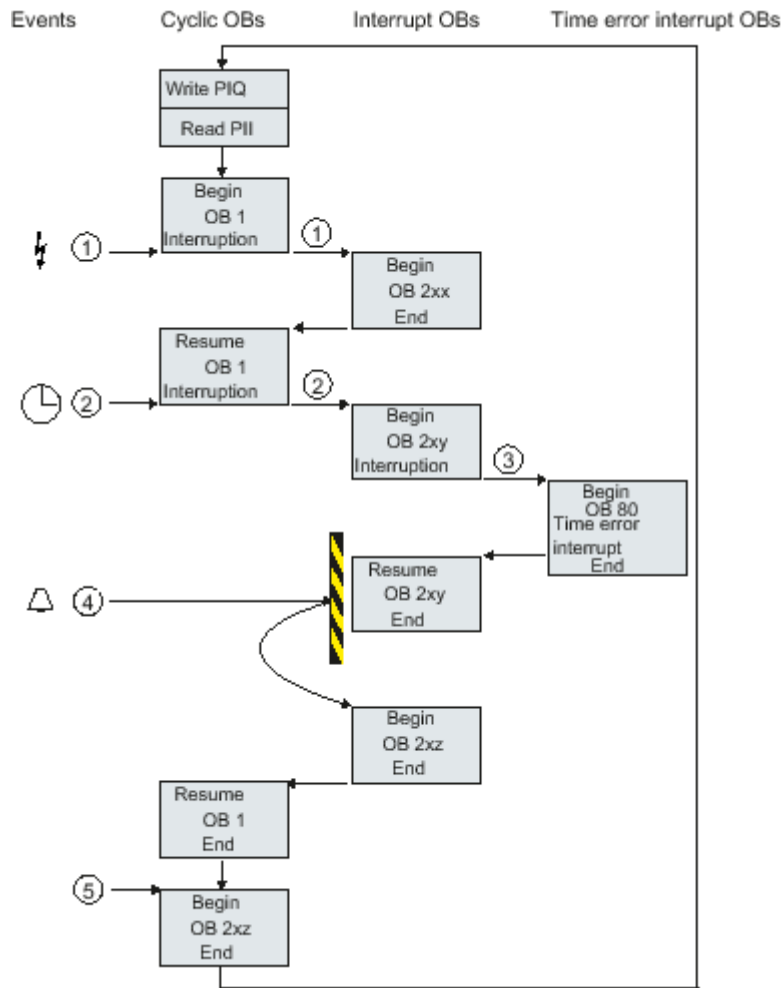 Events Cyclic OBs Interrupt OBs Time error interrupt OBs
Write PIQ
Read PII
Begin
OB 1
Interruption
1
1
Begin
OB 2xx
End
Resume
OB 1
Interruption
2
2
Begin
OB 2xy
Interruption
3
Begin
OB 80
Time error
interrupt
End
Resume
OB 2xy
End
4
Begin
OB 2xz
End
Resume
OB 1
End
5
Begin
OB 2xz
End